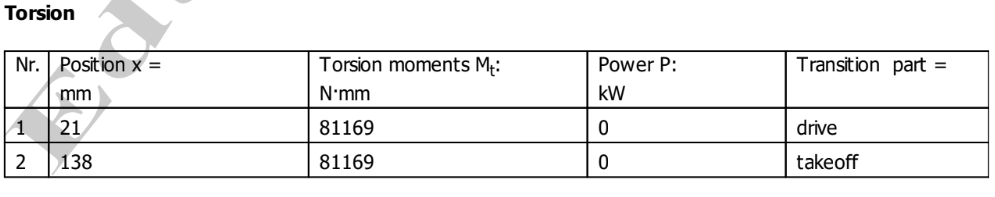 Torsion
Nr. Position x = Torsion moments Mt: Power P: Transition part =
mm N·mm kW
1 21 81169 0 drive
2 138 81169 0 takeoff